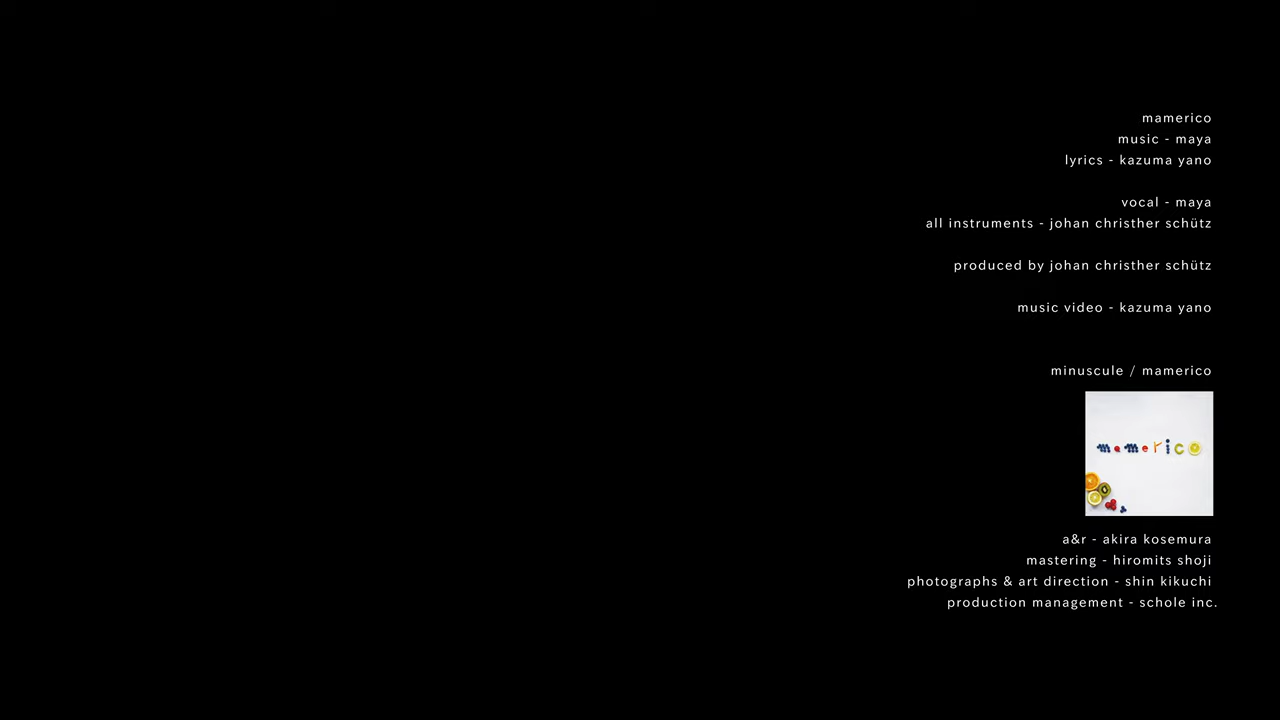 mamerico
music - maya
lyrics - kazuma yano
vocal - maya
all instruments - johan christher schütz
produced by johan christher schütz
music video - kazuma yano
minuscule / mamerico
mamerico
a&r - akira kosemura
mastering - hiromits shoji
photographs & art direction - shin kikuchi
production management - schole inc.